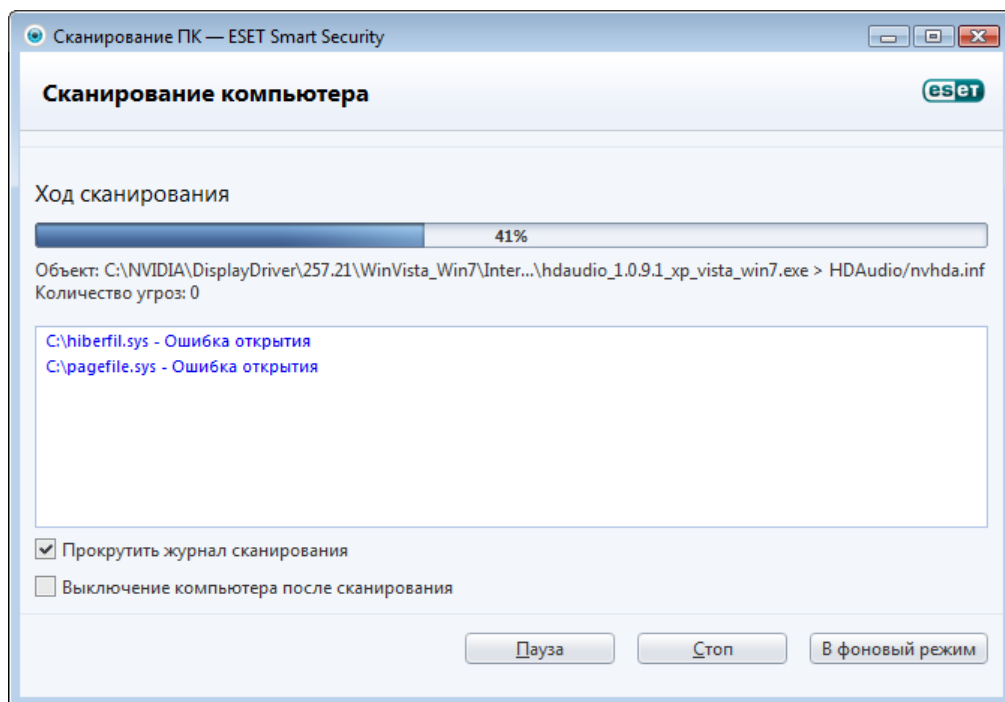 Сканирование ПК — ESET Smart Security
Сканирование компьютера
eseT
Ход сканирования
41%
Объект: C:\NVIDIA\DisplayDriver\257.21\WinVista_Win7\Inter...\hdaudio_1.0.9.1_xp_vista_win7.exe > HDAudio/nvhda.inf
Количество угроз: 0
C:\hiberfil.sys - Ошибка открытия
C:\pagefile.sys - Ошибка открытия
Прокрутить журнал сканирования
Выключение компьютера после сканирования
Пауза Стоп В фоновый режим